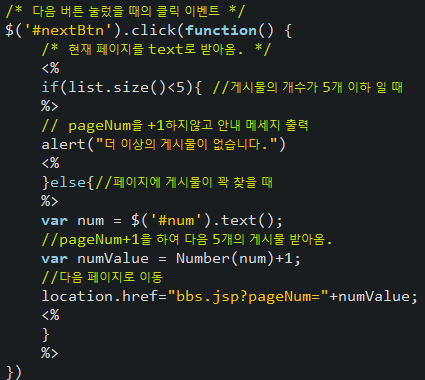 /* 다음 버튼 눌렀을 때의 클릭 이벤트 */
$('#nextBtn').click(function() {
/* 현재 페이지를 text로 받아옴. */
<%
if(list.size()<5){ //게시물의 개수가 5개 이하 일 때
%>
// pageNum을 +1하지않고 안내 메세지 출력
alert("더 이상의 게시물이 없습니다.")
<%
}else{//페이지에 게시물이 꽉 찾을 때
%>
var num = $('#num').text();
//pageNum+1을 하여 다음 5개의 게시물 받아옴.
var numValue = Number(num)+1;
//다음 페이지로 이동
location.href="bbs.jsp?pageNum="+numValue;
<%
}
%>
})